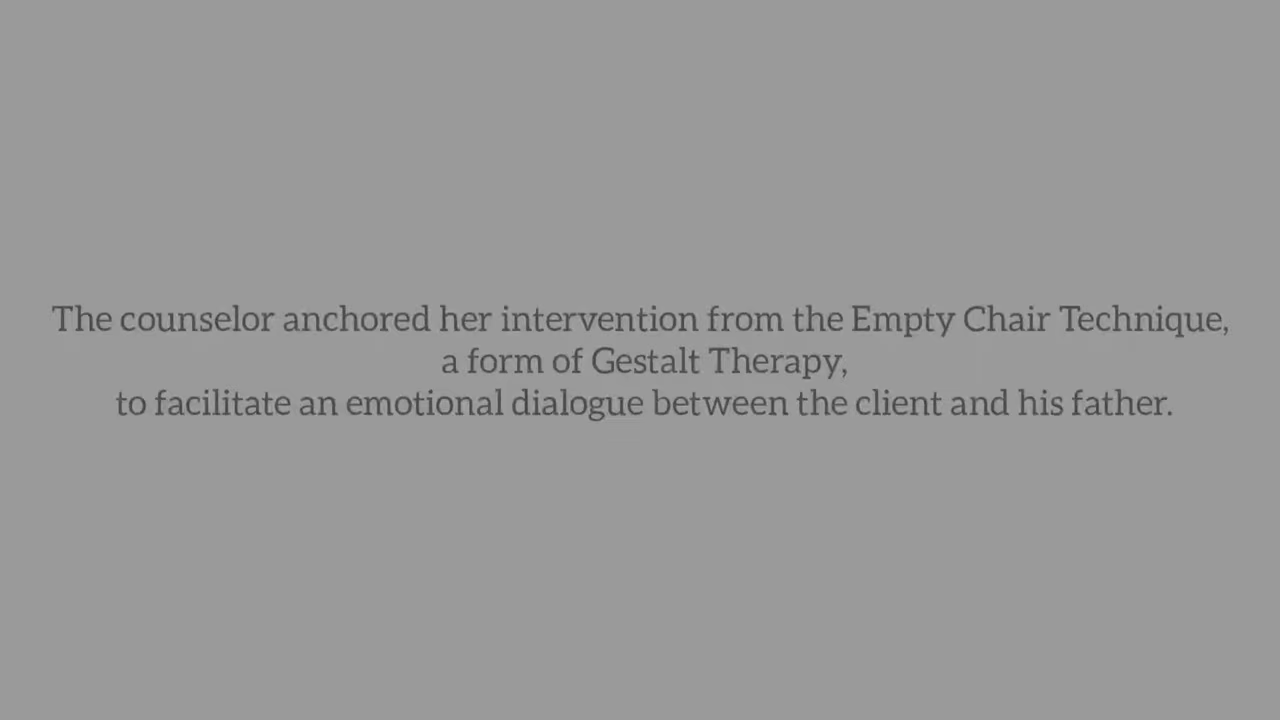 The counselor anchored her intervention from the Empty Chair Technique,
a form of Gestalt Therapy,
to facilitate an emotional dialogue between the client and his father.